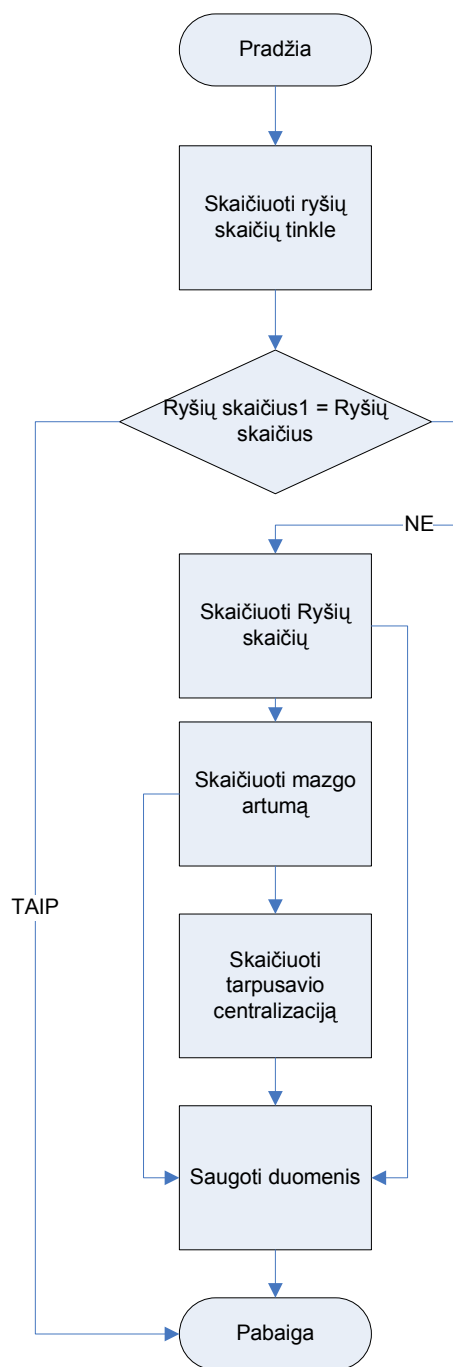 Pradžia
Skaičiuoti ryšių
skaičių tinkle
Ryšių skaičius1 = Ryšių
skaičius
NE
Skaičiuoti Ryšių
skaičių
Skaičiuoti mazgo
artumą
TAIP
Skaičiuoti
tarpusavio
centralizaciją
Saugoti duomenis
Pabaiga